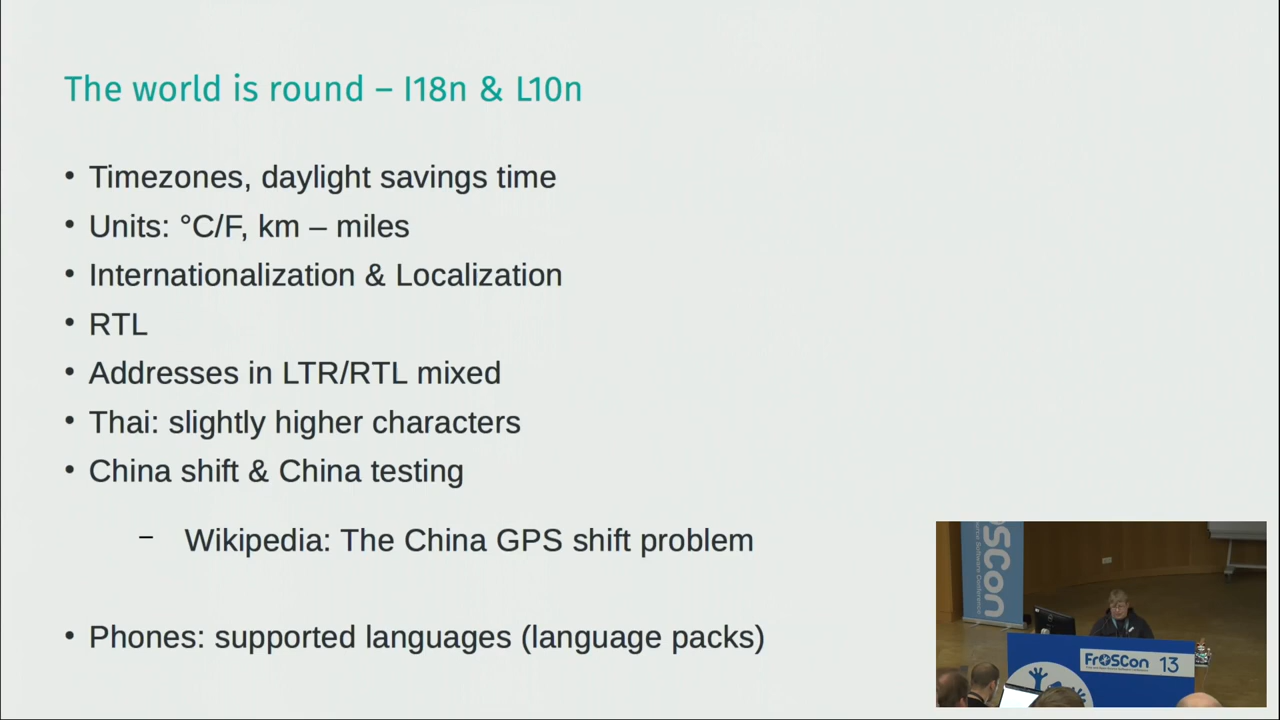 The world is round – I18n & L10n
• Timezones, daylight savings time
• Units: °C/F, km – miles
• Internationalization & Localization
• RTL
• Addresses in LTR/RTL mixed
• Thai: slightly higher characters
• China shift & China testing
– Wikipedia: The China GPS shift problem
• Phones: supported languages (language packs)
OSCon
FrOSCon 13